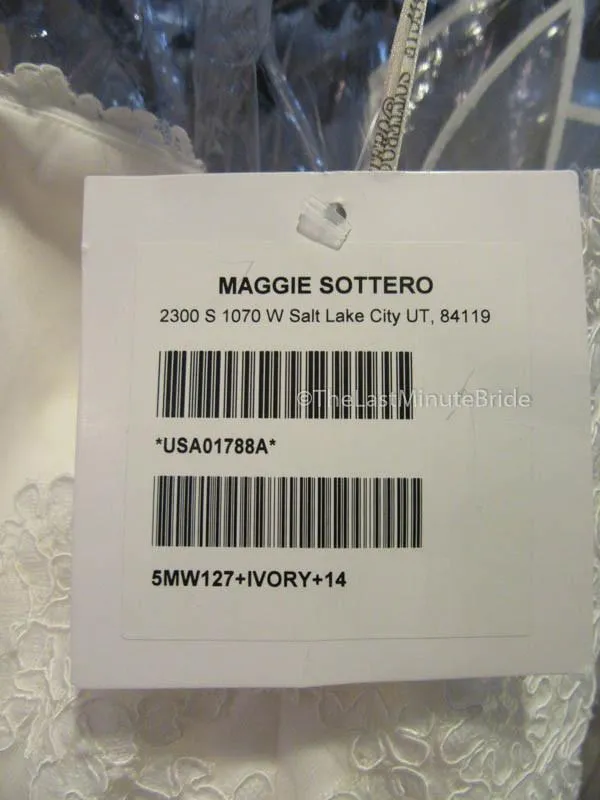 MAGGIE SOTTERO
2300 S 1070 W Salt Lake City UT, 84119
©TheLastMinuteBride
*USA01788A*
5MW127+IVORY+14